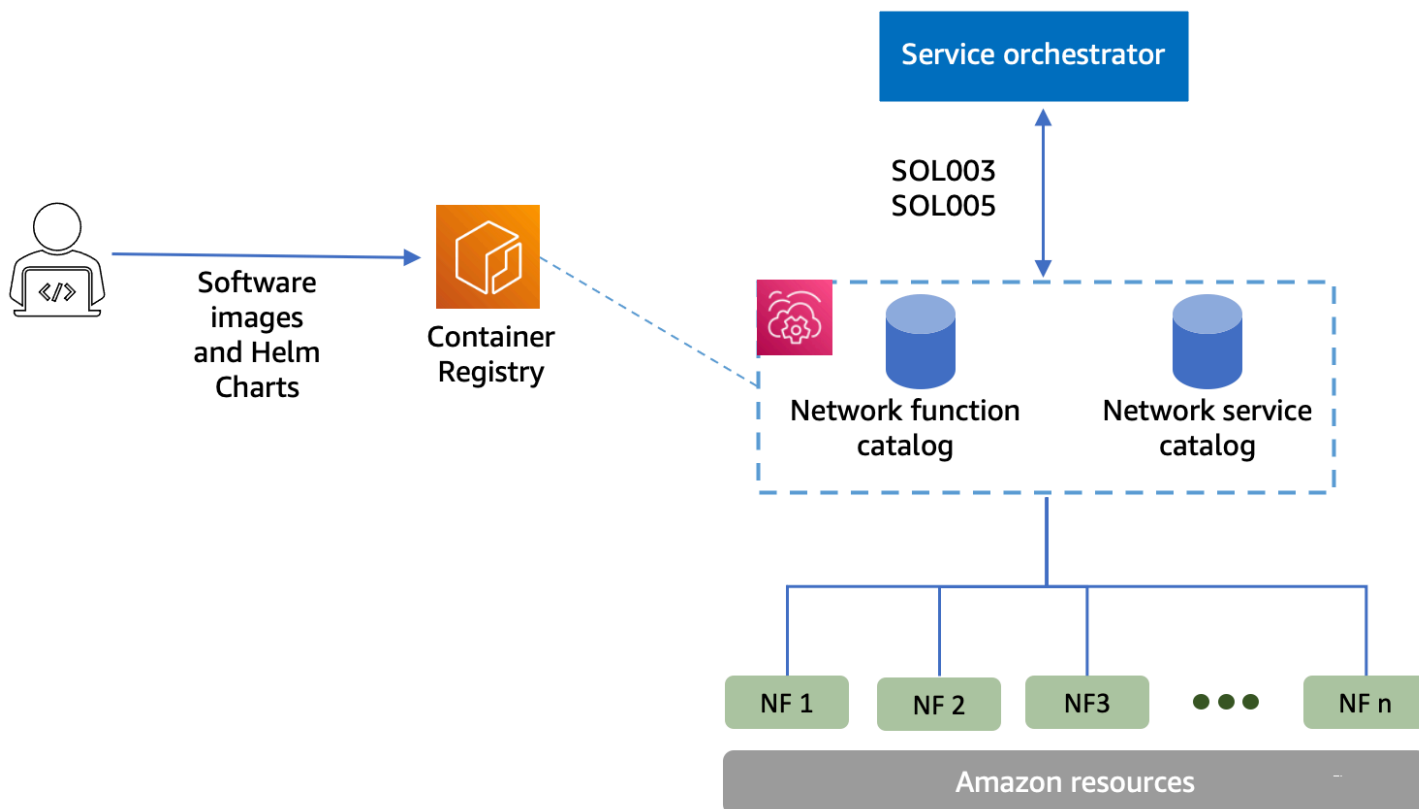 Service orchestrator
SOL003
SOL005
</>
Software
images
and Helm
Charts
Container
Registry
Network function
catalog
Network service
catalog
NF 1
NF 2
NF3
NF n
Amazon resources